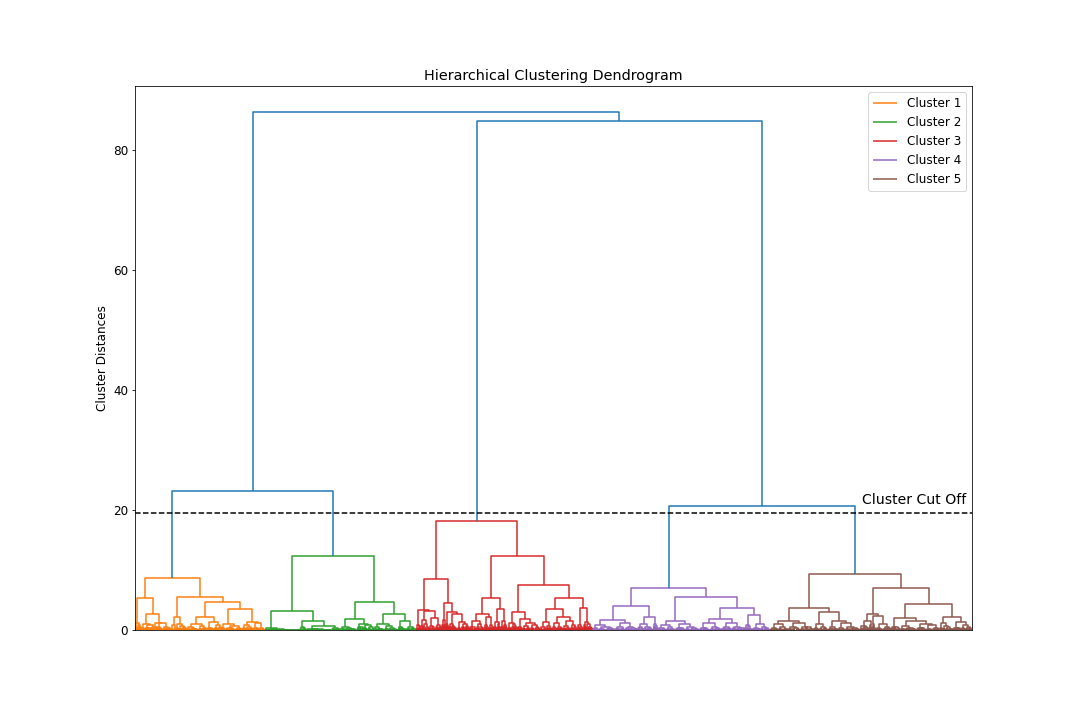 Hierarchical Clustering Dendrogram
Cluster 1
Cluster 2
Cluster 3
Cluster 4
Cluster 5
80
60
40
20
0
Cluster Distances
Cluster Cut Off